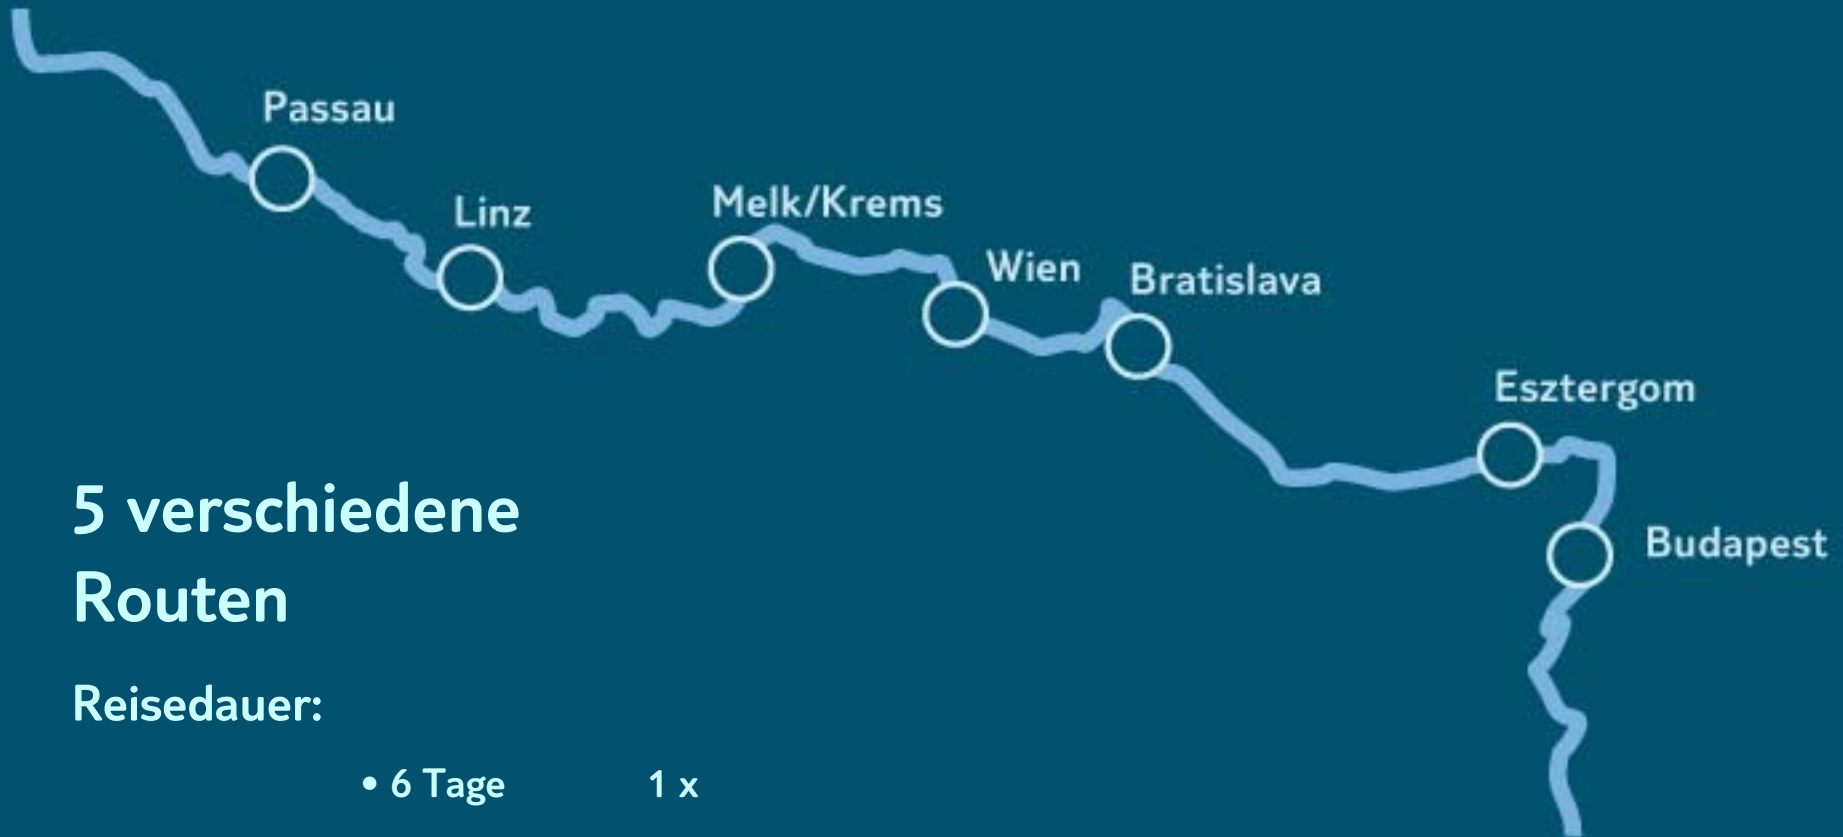 Passau
Linz
Melk/Krems
Wien
Bratislava
Esztergom
Budapest
5 verschiedene
Routen
Reisedauer:
• 6 Tage 1 x